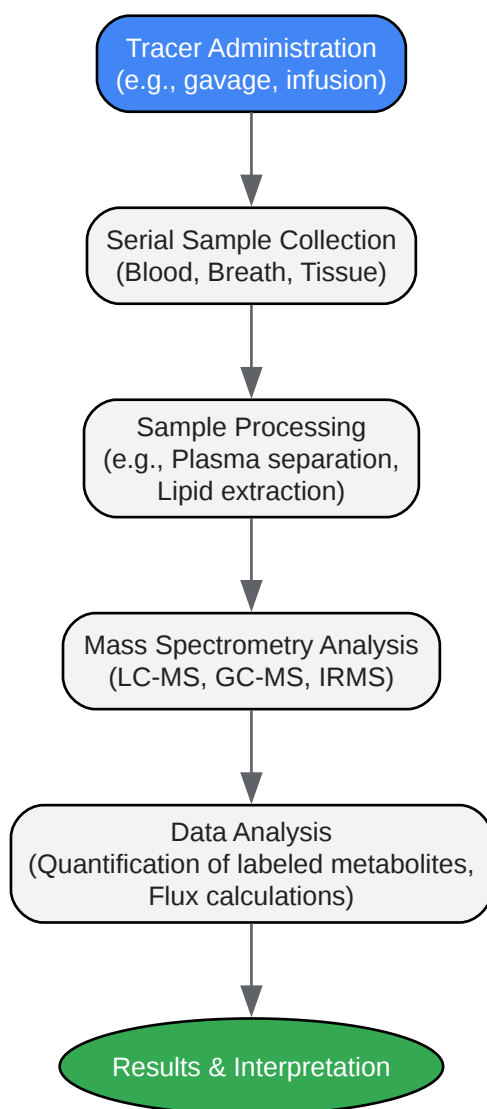 Tracer Administration
(e.g., gavage, infusion)
Serial Sample Collection
(Blood, Breath, Tissue)
Sample Processing
(e.g., Plasma separation,
Lipid extraction)
Mass Spectrometry Analysis
(LC-MS, GC-MS, IRMS)
Data Analysis
(Quantification of labeled metabolites,
Flux calculations)
Results & Interpretation